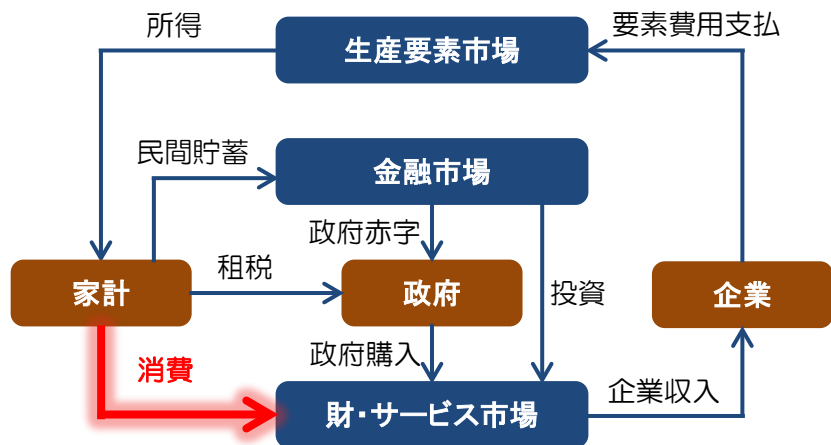 所得
生産要素市場
要素費用支払
民間貯蓄
金融市場
政府赤字
家計
租税
政府
投資
企業
消費
政府購入
財・サービス市場
企業収入